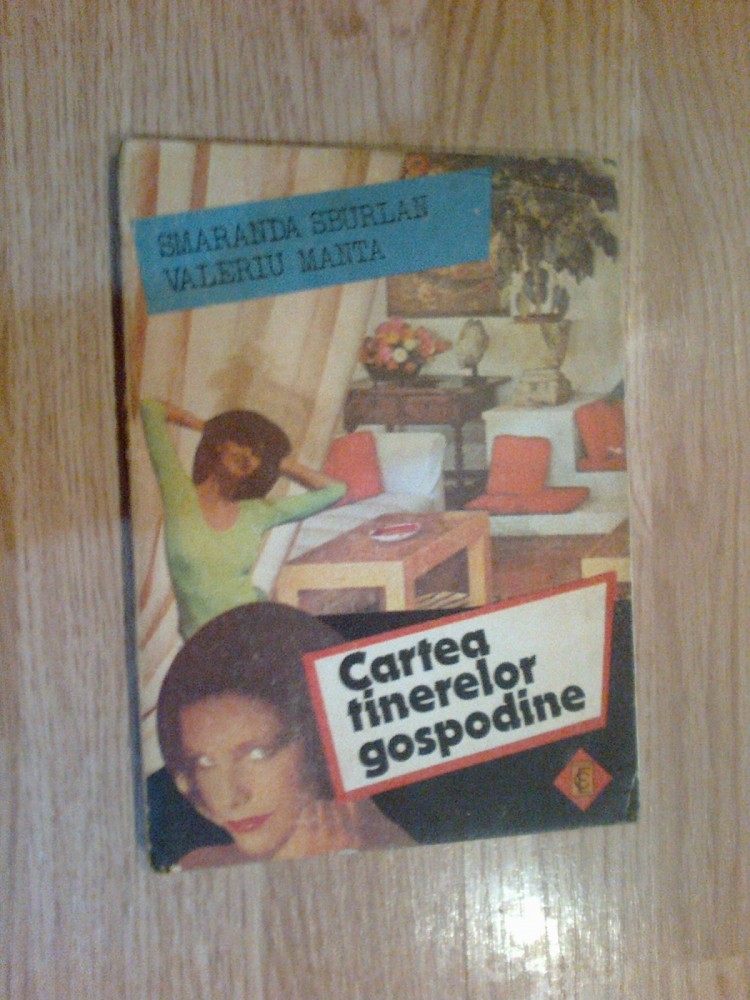 SMARANDA SBURLAN
VALERIU MANTA
Cartea
tinerelor
gospodine